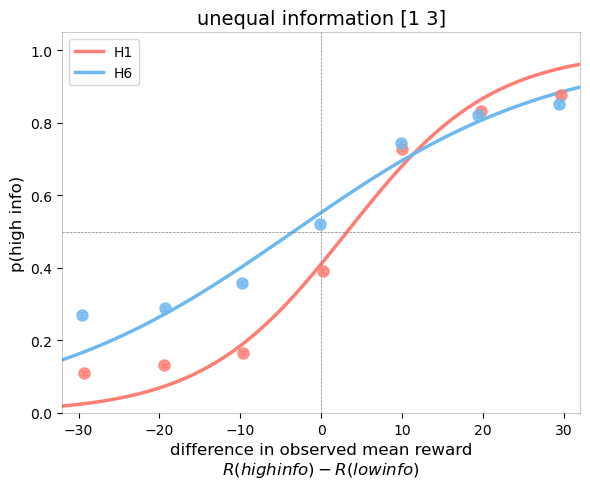 unequal information [1 3]
H1
H6
1.0
0.8
0.6
0.4
0.2
0.0
p(high info)
−30
−20
−10
0
10
20
30
difference in observed mean reward
R(highinfo) − R(lowinfo)